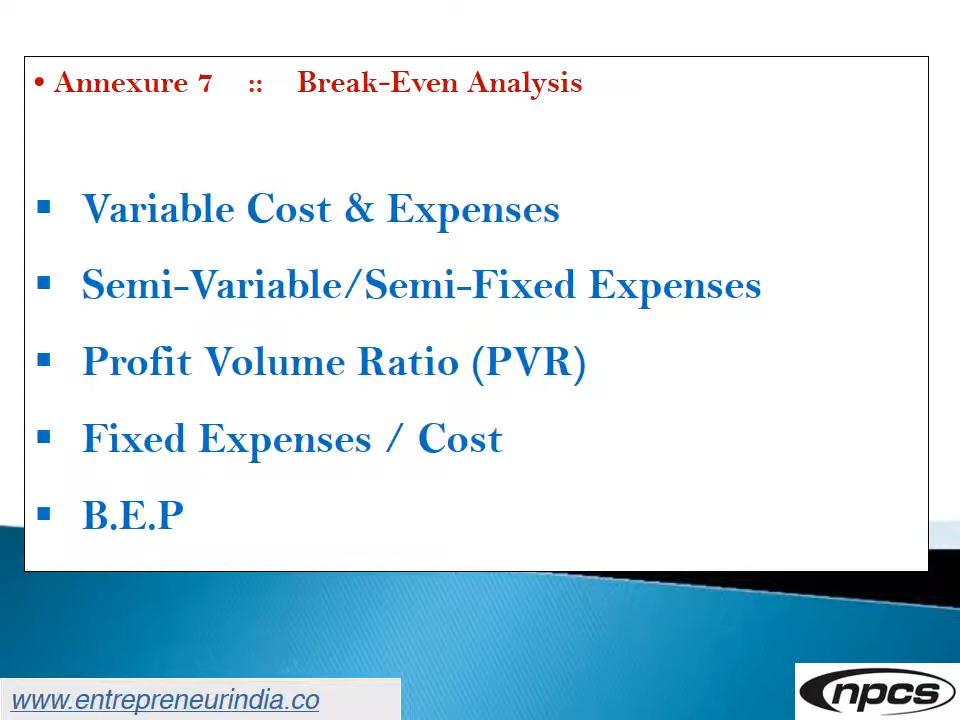 • Annexure 7 :: Break-Even Analysis
▪ Variable Cost & Expenses
▪ Semi-Variable/Semi-Fixed Expenses
▪ Profit Volume Ratio (PVR)
▪ Fixed Expenses / Cost
▪ B.E.P
www.entrepreneurindia.co
npcs